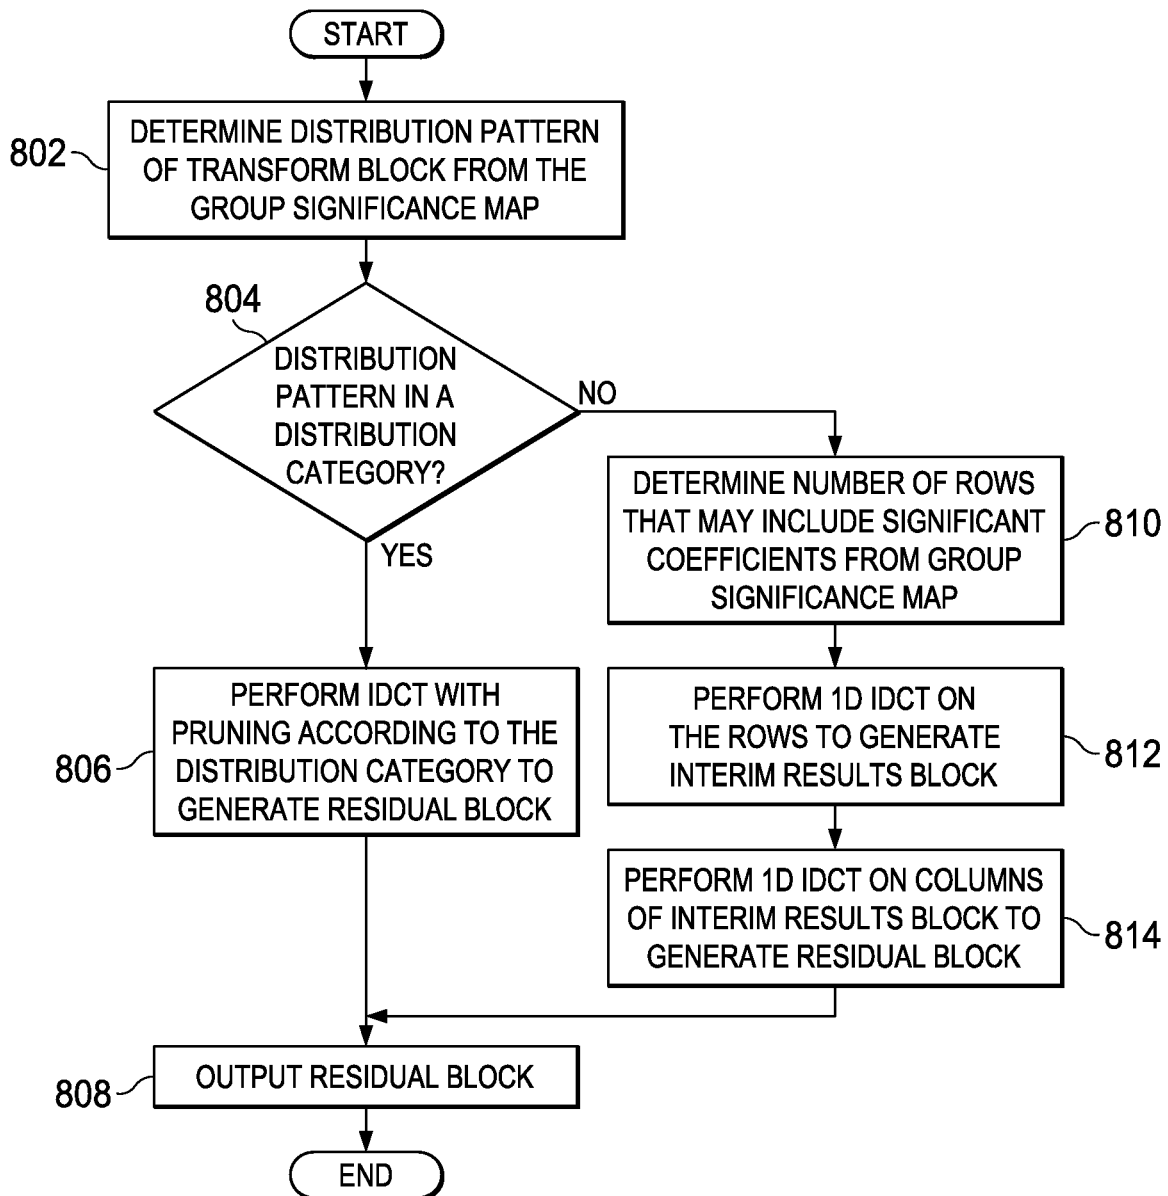 START
802
DETERMINE DISTRIBUTION PATTERN
OF TRANSFORM BLOCK FROM THE
GROUP SIGNIFICANCE MAP
804
DISTRIBUTION
PATTERN IN A
DISTRIBUTION
CATEGORY?
NO
YES
DETERMINE NUMBER OF ROWS
THAT MAY INCLUDE SIGNIFICANT
COEFFICIENTS FROM GROUP
SIGNIFICANCE MAP
810
PERFORM IDCT WITH
PRUNING ACCORDING TO THE
DISTRIBUTION CATEGORY TO
GENERATE RESIDUAL BLOCK
806
PERFORM 1D IDCT ON
THE ROWS TO GENERATE
INTERIM RESULTS BLOCK
812
PERFORM 1D IDCT ON COLUMNS
OF INTERIM RESULTS BLOCK TO
GENERATE RESIDUAL BLOCK
814
OUTPUT RESIDUAL BLOCK
808
END